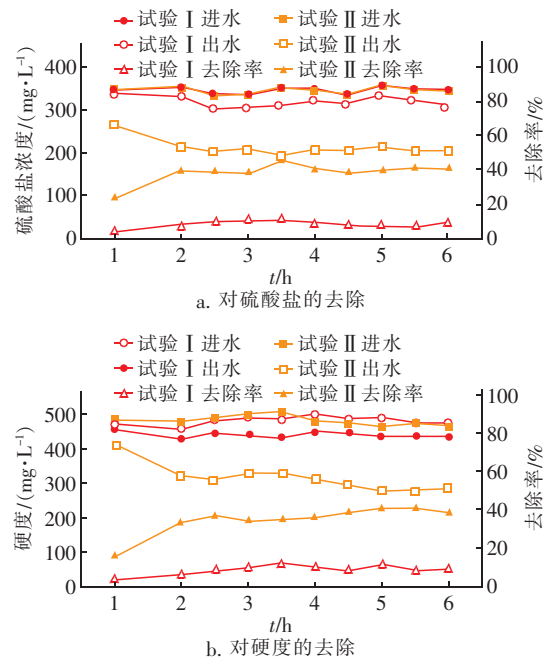 试验Ⅰ进水 试验Ⅱ进水
试验Ⅰ出水 试验Ⅱ出水
试验Ⅰ去除率 试验Ⅱ去除率
硫酸盐浓度/(mg·L⁻¹)
400
300
200
100
0
100
80
60
40
20
0
去除率/%
1 2 3 4 5 6
t/h
a. 对硫酸盐的去除
试验Ⅰ进水 试验Ⅱ进水
试验Ⅰ出水 试验Ⅱ出水
试验Ⅰ去除率 试验Ⅱ去除率
硬度/(mg·L⁻¹)
500
400
300
200
100
0
100
80
60
40
20
0
去除率/%
1 2 3 4 5 6
t/h
b. 对硬度的去除